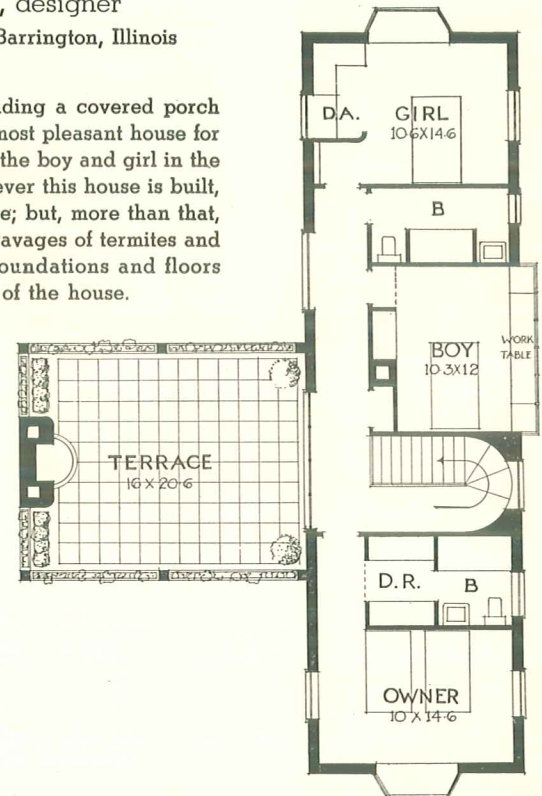 , designer
Barrington, Illinois
ding a covered porch
most pleasant house for
the boy and girl in the
ever this house is built,
e; but, more than that,
avages of termites and
oundations and floors
of the house.
D.A.
GIRL
10·6X14·6
B
BOY
10·3X12
WORK
TABLE
TERRACE
16 X 20·6
D.R.
B
OWNER
10 X 14·6